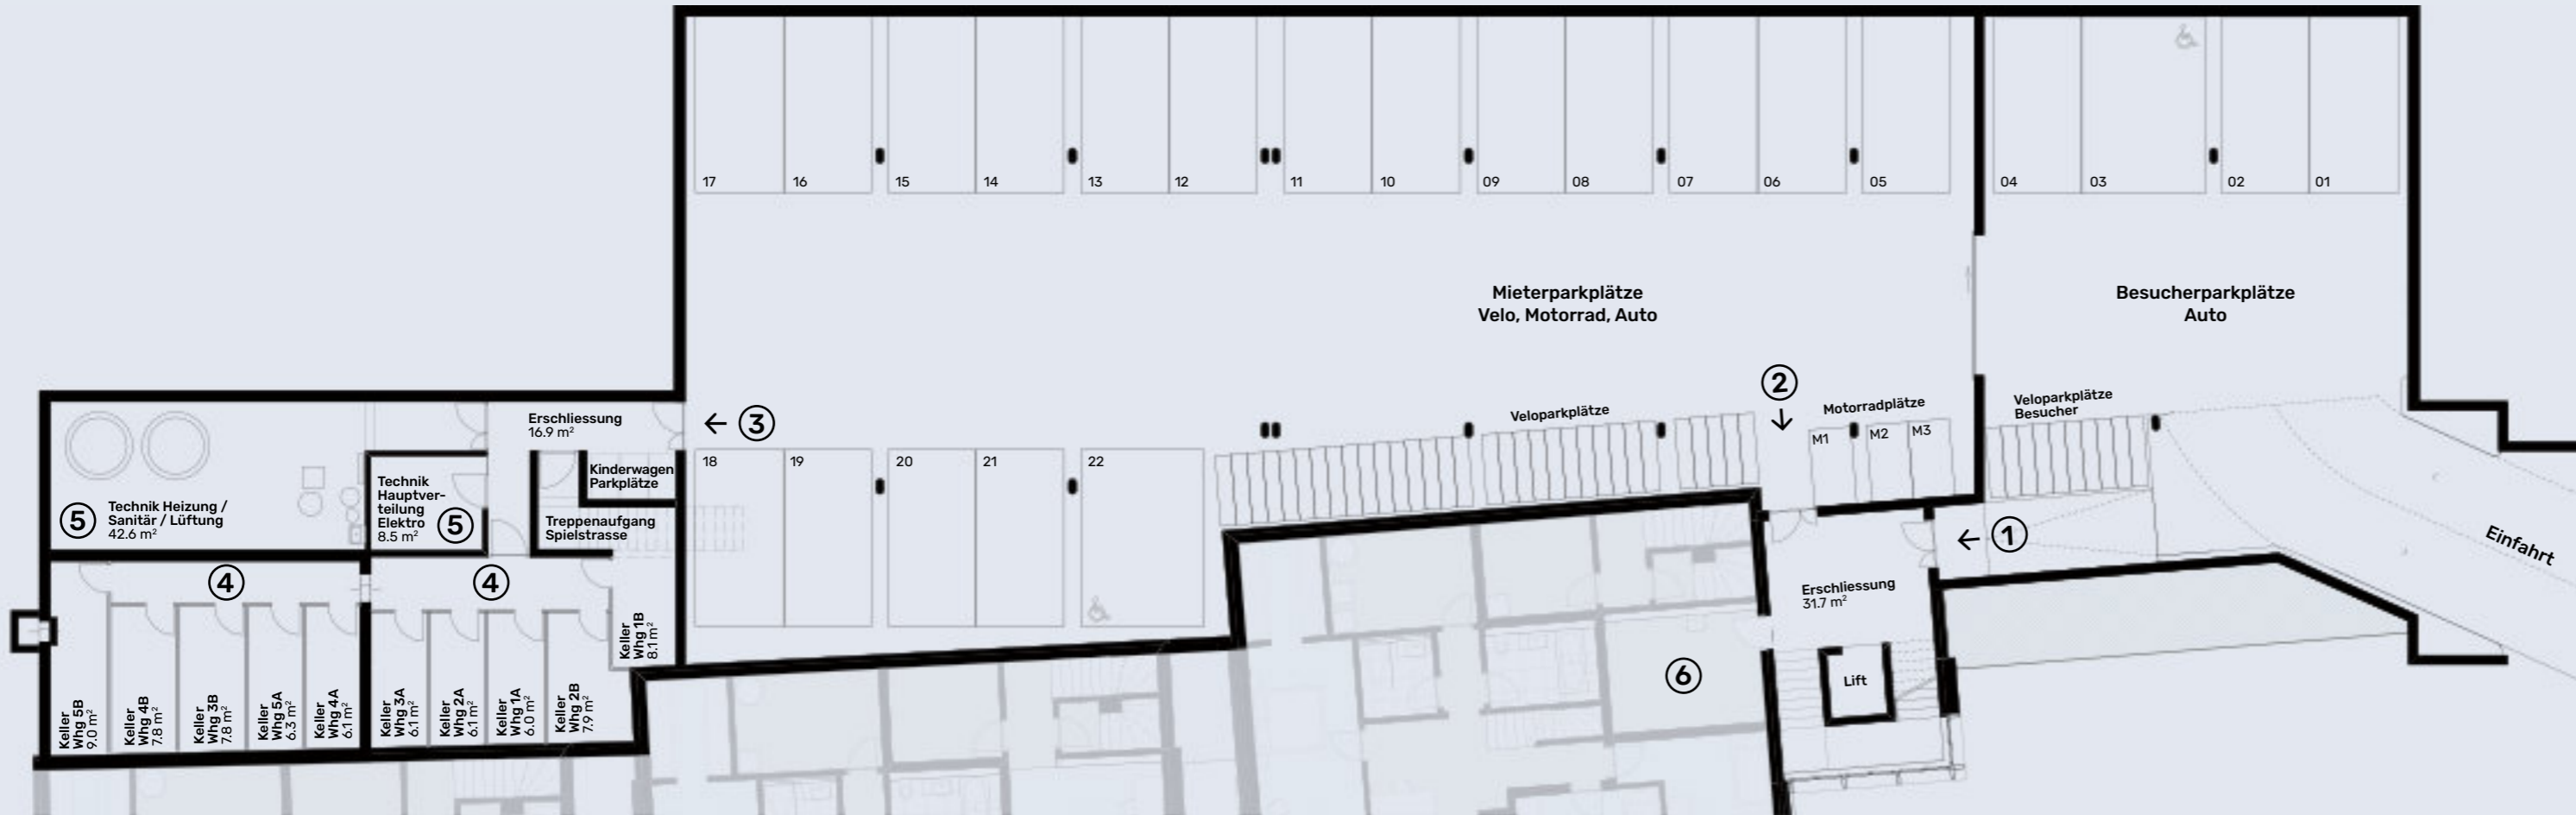 17
16
15
14
13
12
11
10
09
08
07
06
05
04
03
02
01
Mieterparkplätze
Velo, Motorrad, Auto
Besucherparkplätze
Auto
2
Veloparkplätze
Motorradplätze
M1
M2
M3
Veloparkplätze
Besucher
Erschliessung
16.9 m²
3
18
19
20
21
22
Kinderwagen
Parkplätze
Technik
Hauptver-
teilung
Elektro
8.5 m²
5
5
Technik Heizung /
Sanitär / Lüftung
42.6 m²
Treppenaufgang
Spielstrasse
1
Einfahrt
4
4
Erschliessung
31.7 m²
Keller
Whg 1B
8.1 m²
6
Lift
Keller
Whg 5B
9.0 m²
Keller
Whg 4B
7.8 m²
Keller
Whg 3B
7.8 m²
Keller
Whg 5A
6.3 m²
Keller
Whg 4A
6.1 m²
Keller
Whg 3A
6.1 m²
Keller
Whg 2A
6.1 m²
Keller
Whg 1A
6.0 m²
Keller
Whg 2B
7.9 m²